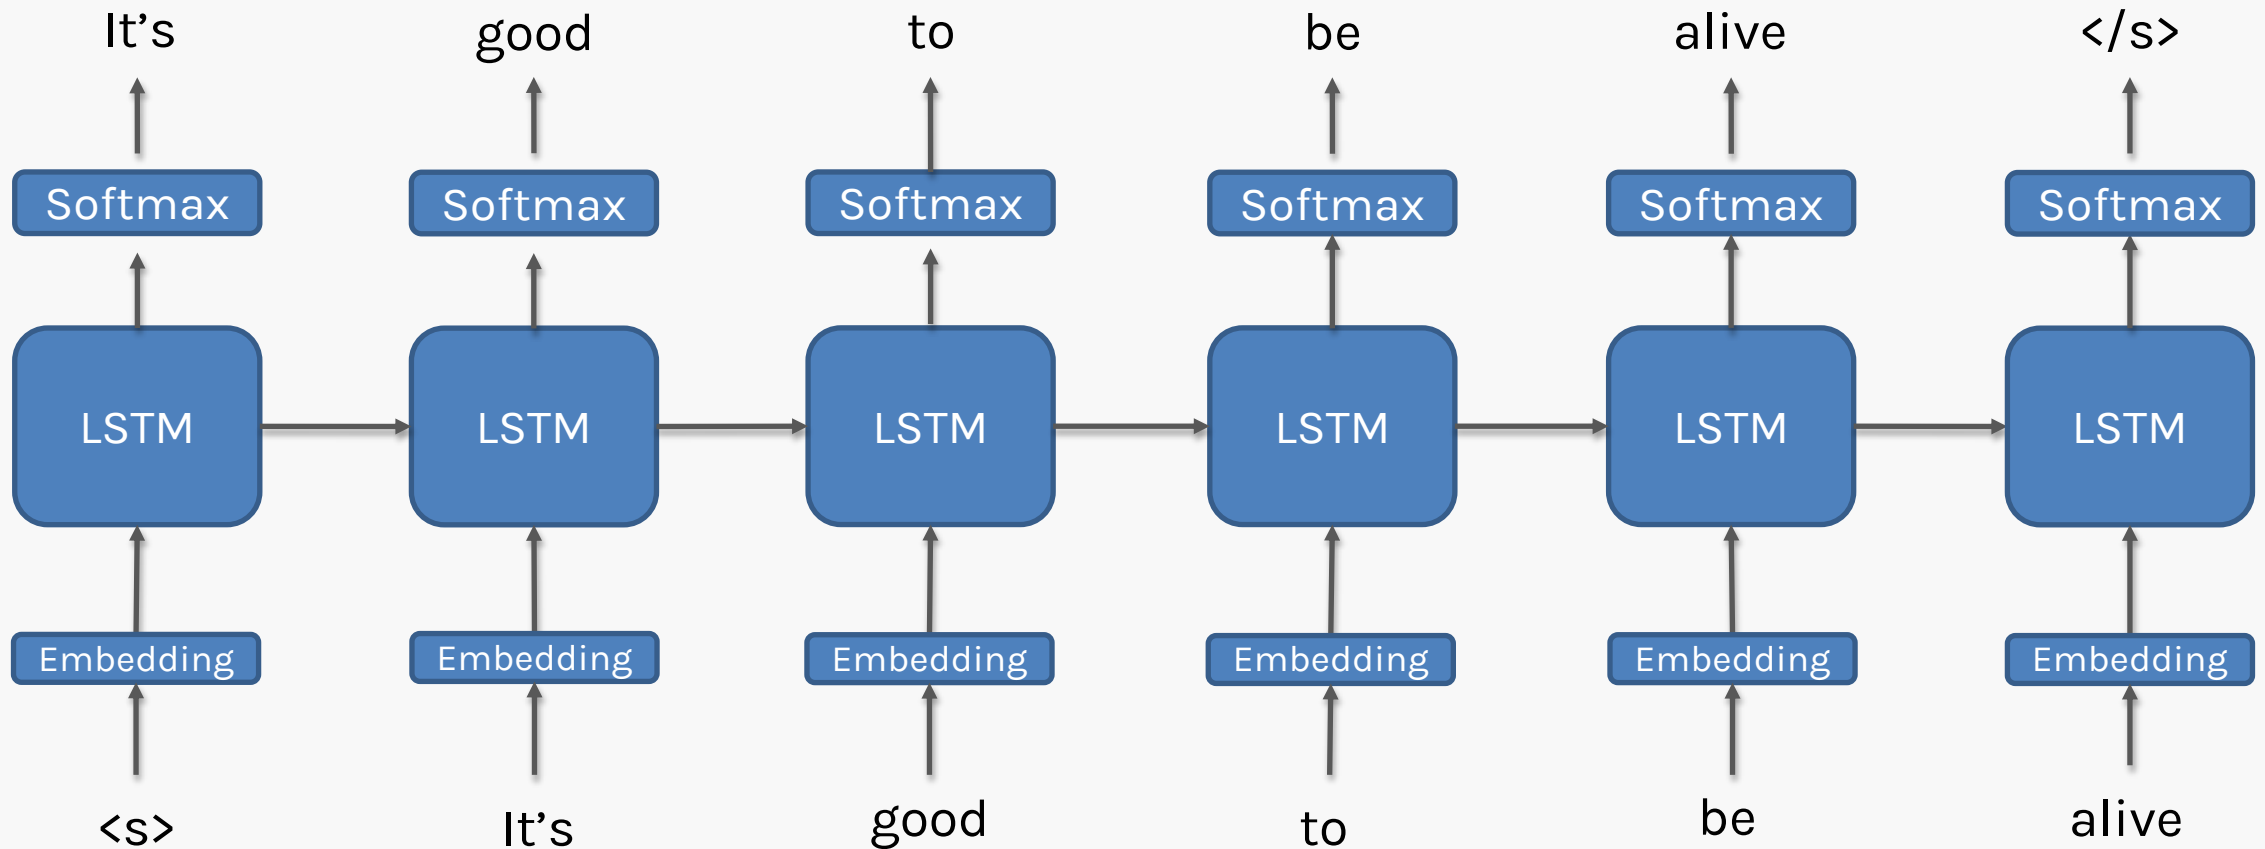 It’s good to be alive </s>
Softmax Softmax Softmax Softmax Softmax Softmax
LSTM LSTM LSTM LSTM LSTM LSTM
Embedding Embedding Embedding Embedding Embedding Embedding
<s> It’s good to be alive